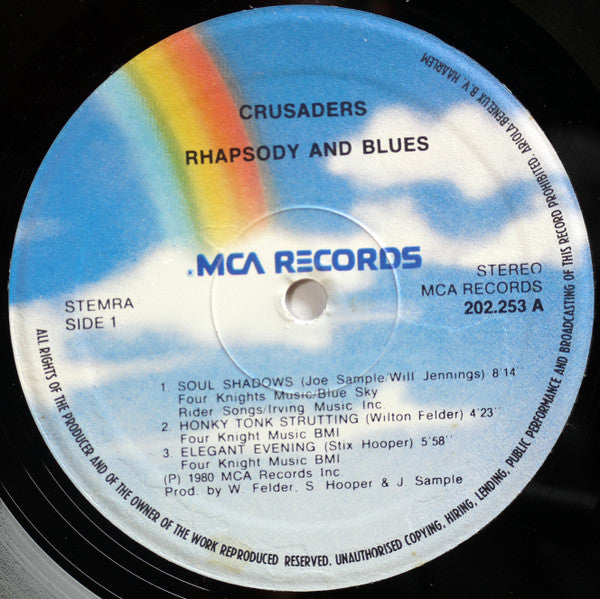 CRUSADERS
RHAPSODY AND BLUES
MCA RECORDS
STEMRA
SIDE 1
STEREO
MCA RECORDS
202.253 A
1. SOUL SHADOWS (Joe Sample/Will Jennings) 8'14''
Four Knights Music/Blue Sky
Rider Songs/Irving Music Inc.
2. HONKY TONK STRUTTING (Wilton Felder) 4'23''
Four Knight Music BMI
3. ELEGANT EVENING (Stix Hooper) 5'58''
Four Knight Music BMI
(P) 1980 MCA Records Inc.
Prod. by W. Felder, S Hooper & J. Sample
ALL RIGHTS OF THE PRODUCER AND OF THE OWNER OF THE WORK REPRODUCED RESERVED. UNAUTHORISED COPYING, HIRING, LENDING, PUBLIC PERFORMANCE AND BROADCASTING OF THIS RECORD PROHIBITED. ARIOLA-BENELUX B.V. HAARLEM